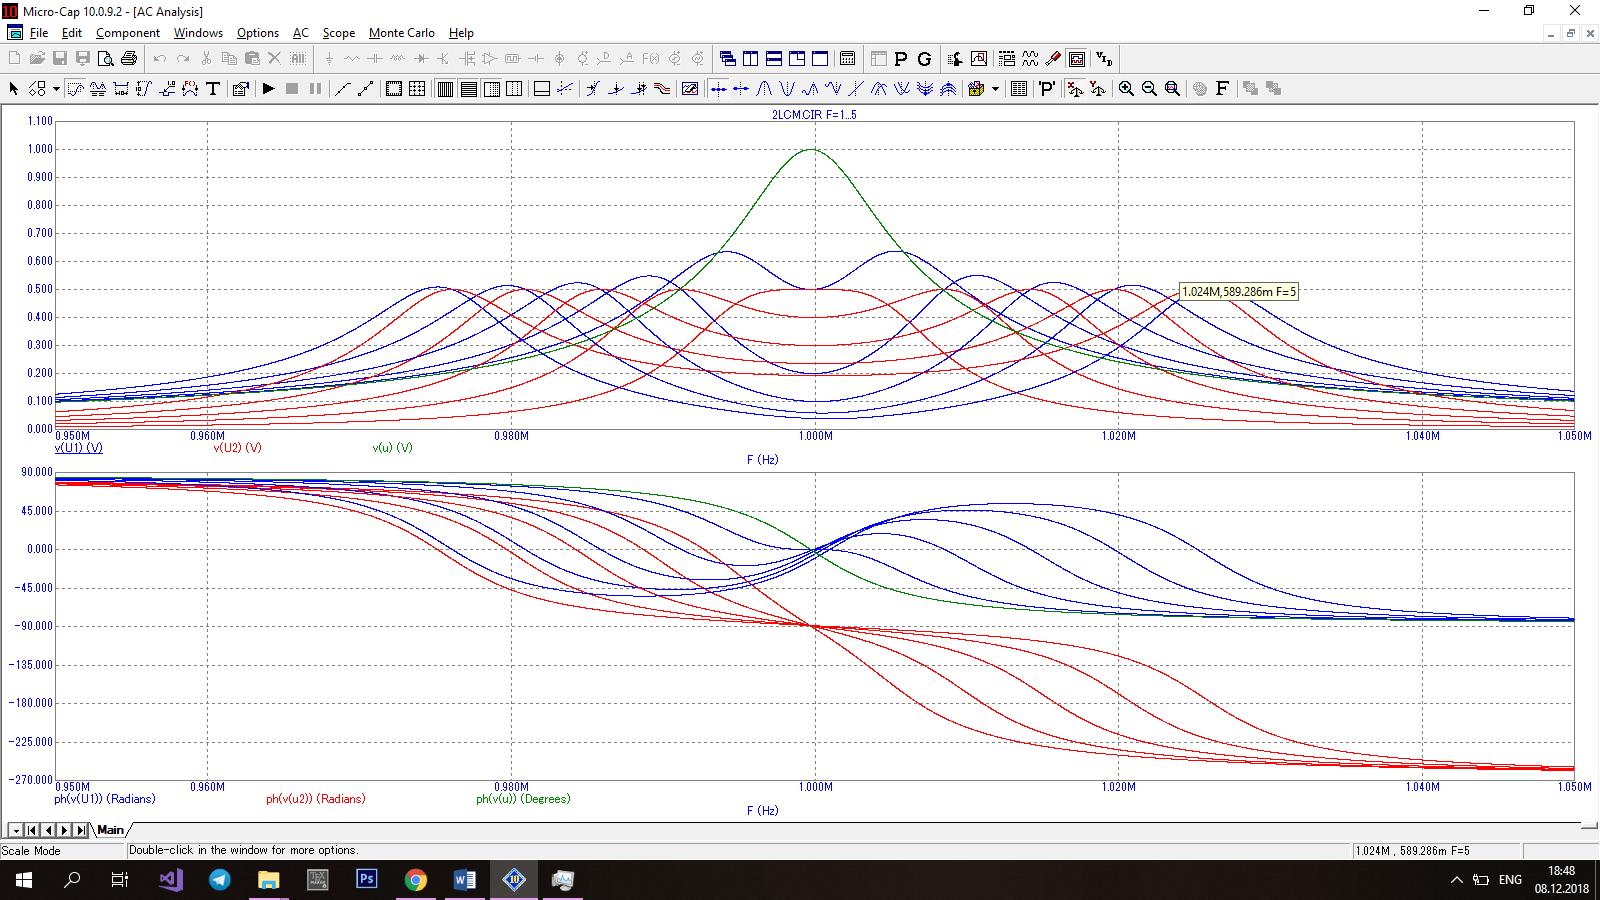 10 Micro-Cap 10.0.9.2 - [AC Analysis]
File Edit Component Windows Options AC Scope Monte Carlo Help
2LCM.CIR F=1...5
1.100
1.000
0.900
0.800
0.700
0.600
0.500
0.400
0.300
0.200
0.100
0.000
1.024M,589.286m F=5
0.950M 0.960M 0.980M 1.000M 1.020M 1.040M 1.050M
v(U1) (V) v(U2) (V) v(u) (V)
F (Hz)
90.000
45.000
0.000
-45.000
-90.000
-135.000
-180.000
-225.000
-270.000
0.950M 0.960M 0.980M 1.000M 1.020M 1.040M 1.050M
ph(v(U1)) (Radians) ph(v(u2)) (Radians) ph(v(u)) (Degrees)
F (Hz)
Main
Scale Mode Double-click in the window for more options. 1.024M , 589.286m F=5
ENG 18:48
08.12.2018